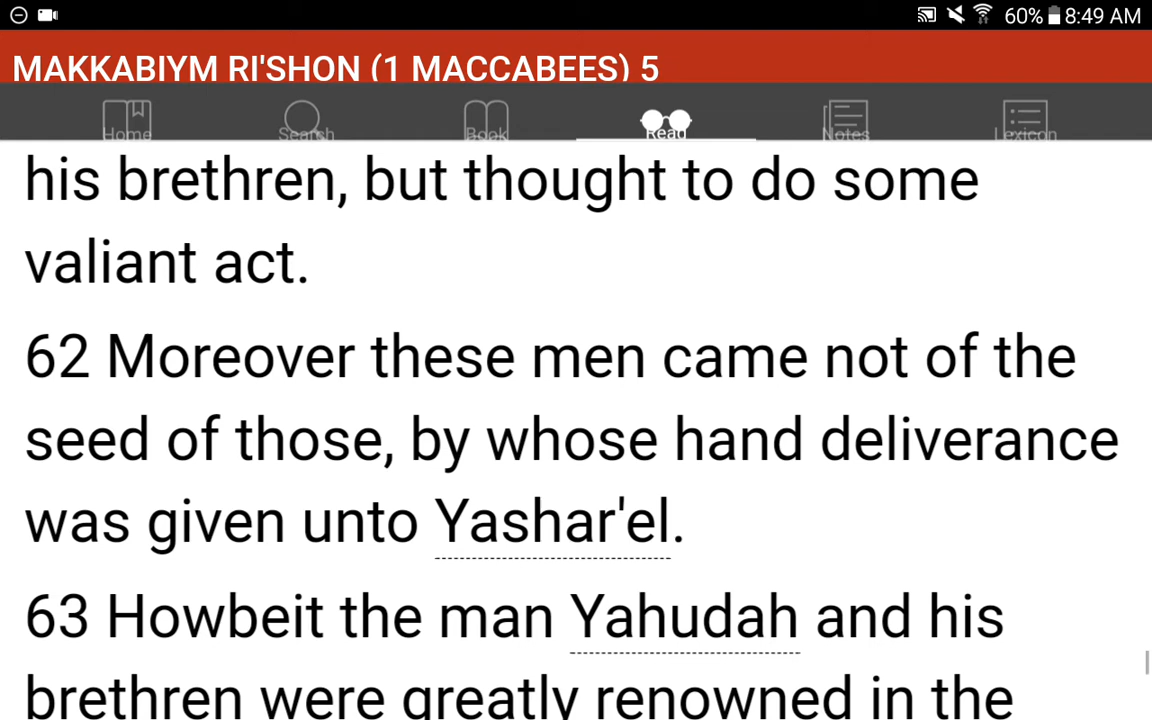 60% 8:49 AM
MAKKABIYM RI'SHON (1 MACCABEES) 5
Home Search Book Read Notes Lexicon
his brethren, but thought to do some
valiant act.
62 Moreover these men came not of the
seed of those, by whose hand deliverance
was given unto Yashar'el.
63 Howbeit the man Yahudah and his
brethren were greatly renowned in the